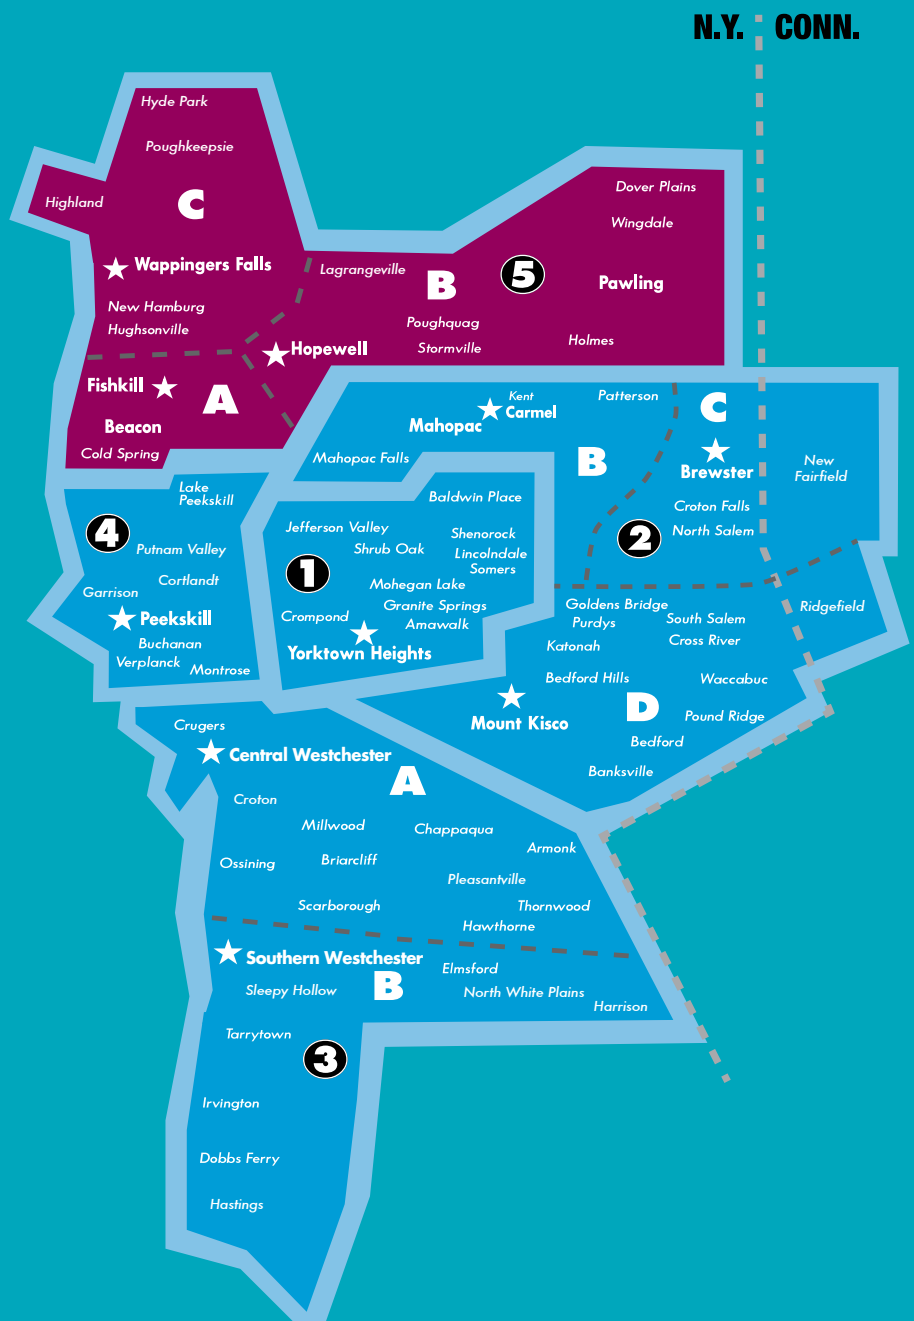 N.Y. CONN.
Hyde Park
Poughkeepsie
Highland
C
Wappingers Falls
New Hamburg
Hughsonville
Fishkill
A
Beacon
Cold Spring
Lagrangeville
B
5
Dover Plains
Wingdale
Pawling
Poughquag
Stormville
Holmes
Hopewell
Kent
Carmel
Mahopac
Mahopac Falls
Patterson
B
C
Brewster
Croton Falls
North Salem
2
New
Fairfield
Lake
Peekskill
4
Putnam Valley
Cortlandt
Garrison
Peekskill
Buchanan
Verplanck
Montrose
Baldwin Place
Jefferson Valley
Shrub Oak
Shenorock
Lincolndale
Somers
1
Mohegan Lake
Granite Springs
Amawalk
Crompond
Yorktown Heights
Goldens Bridge
Purdys
South Salem
Cross River
Katonah
Ridgefield
Bedford Hills
Waccabuc
Mount Kisco
D
Pound Ridge
Bedford
Banksville
Crugers
Central Westchester
A
Croton
Millwood
Chappaqua
Armonk
Ossining
Briarcliff
Pleasantville
Scarborough
Thornwood
Hawthorne
Southern Westchester
Elmsford
Sleepy Hollow
B
North White Plains
Harrison
Tarrytown
3
Irvington
Dobbs Ferry
Hastings